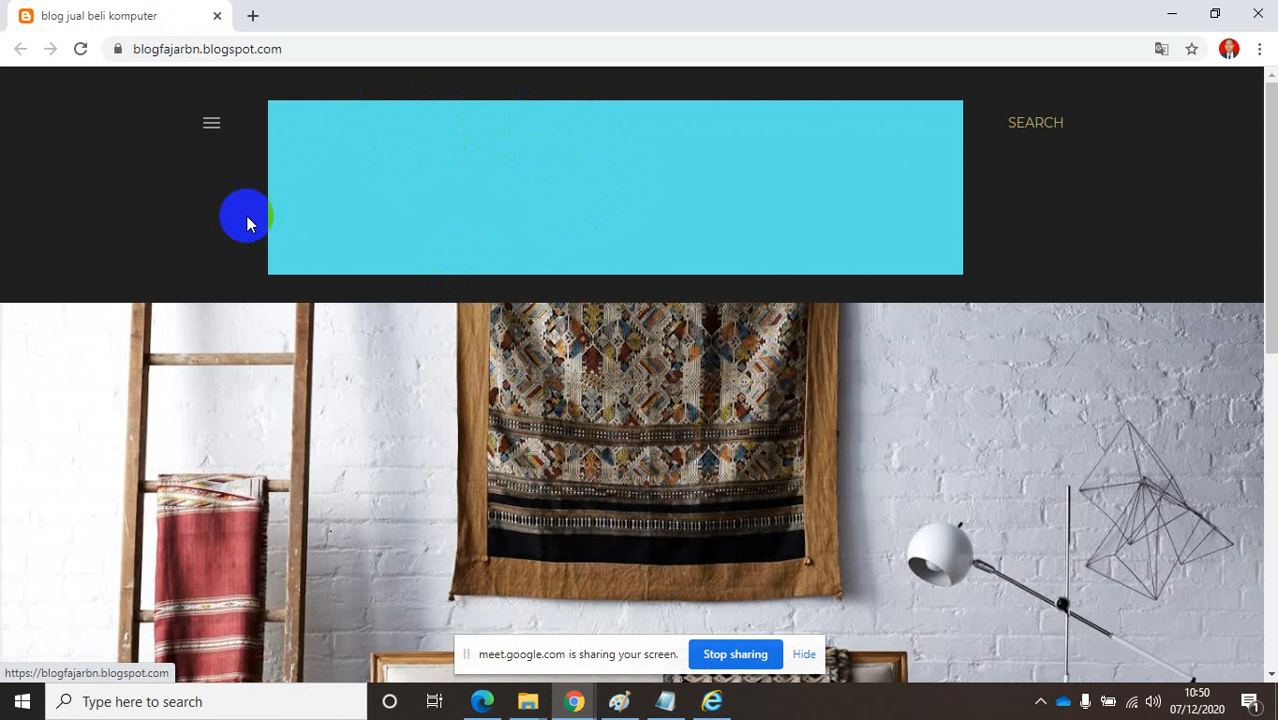 blog jual beli komputer
blogfajarbn.blogspot.com
SEARCH
meet.google.com is sharing your screen.
Stop sharing
Hide
https://blogfajarbn.blogspot.com
Type here to search
10:50
07/12/2020
1